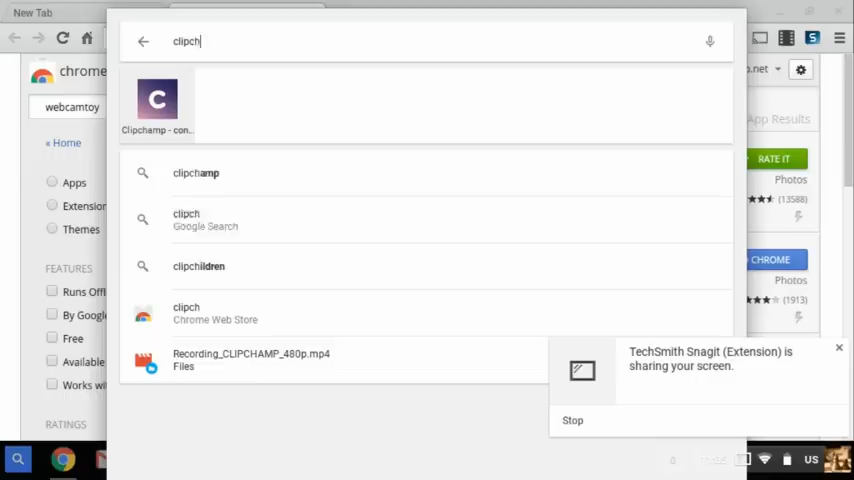 New Tab
clipch
chrome
b.net
webcamtoy
Clipchamp - con...
App Results
« Home
RATE IT
clipchamp
Apps
Photos
(13588)
Extension
clipch
Google Search
Themes
CHROME
FEATURES
clipchildren
Photos
Runs Offl
(1913)
clipch
By Google
Chrome Web Store
Free
Recording_CLIPCHAMP_480p.mp4
Files
TechSmith Snagit (Extension) is
sharing your screen.
Available
Works wi
Stop
RATINGS
US